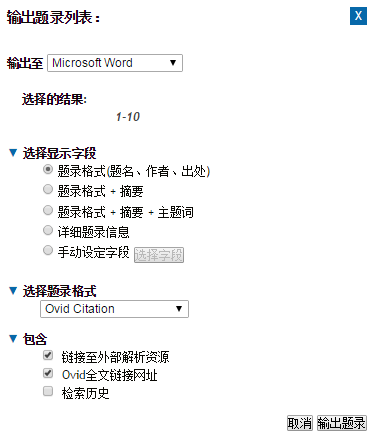 输出题录列表：
X
输出至 Microsoft Word
选择的结果:
1-10
选择显示字段
题录格式(题名、作者、出处)
题录格式 + 摘要
题录格式 + 摘要 + 主题词
详细题录信息
手动设定字段 选择字段
选择题录格式
Ovid Citation
包含
链接至外部解析资源
Ovid全文链接网址
检索历史
取消 输出题录